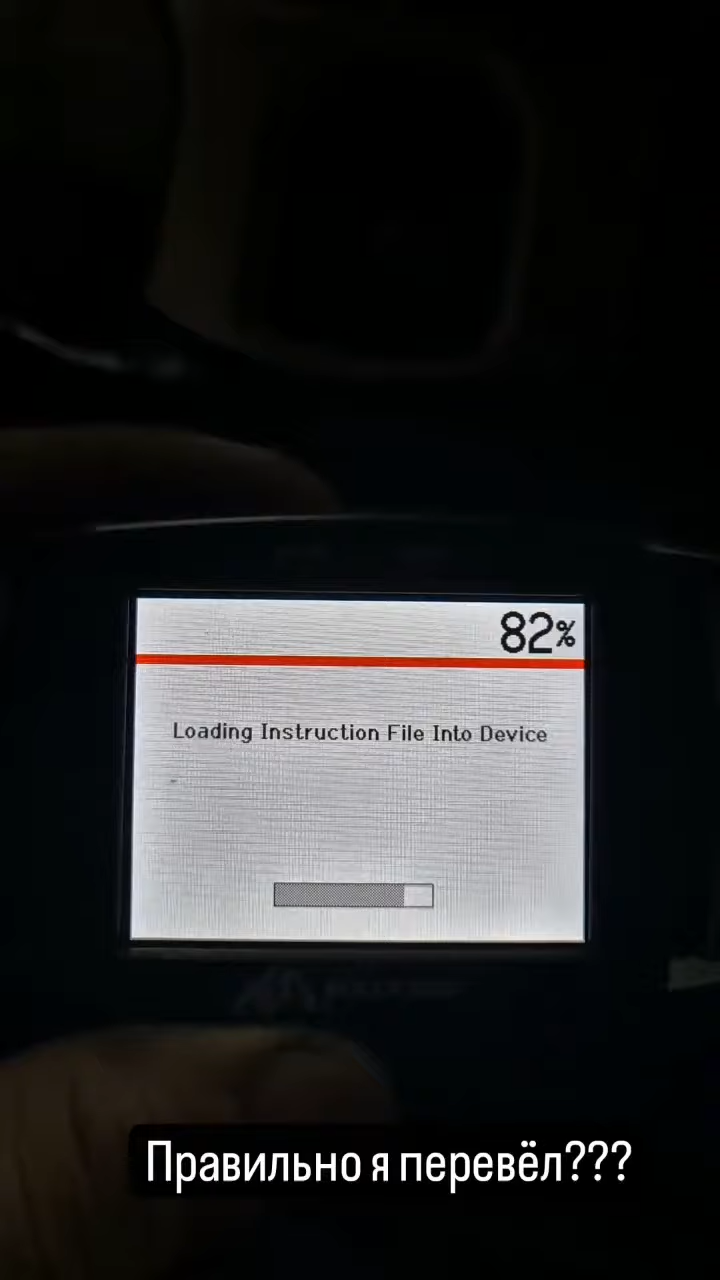 82%
Loading Instruction File Into Device
Правильно я перевёл???